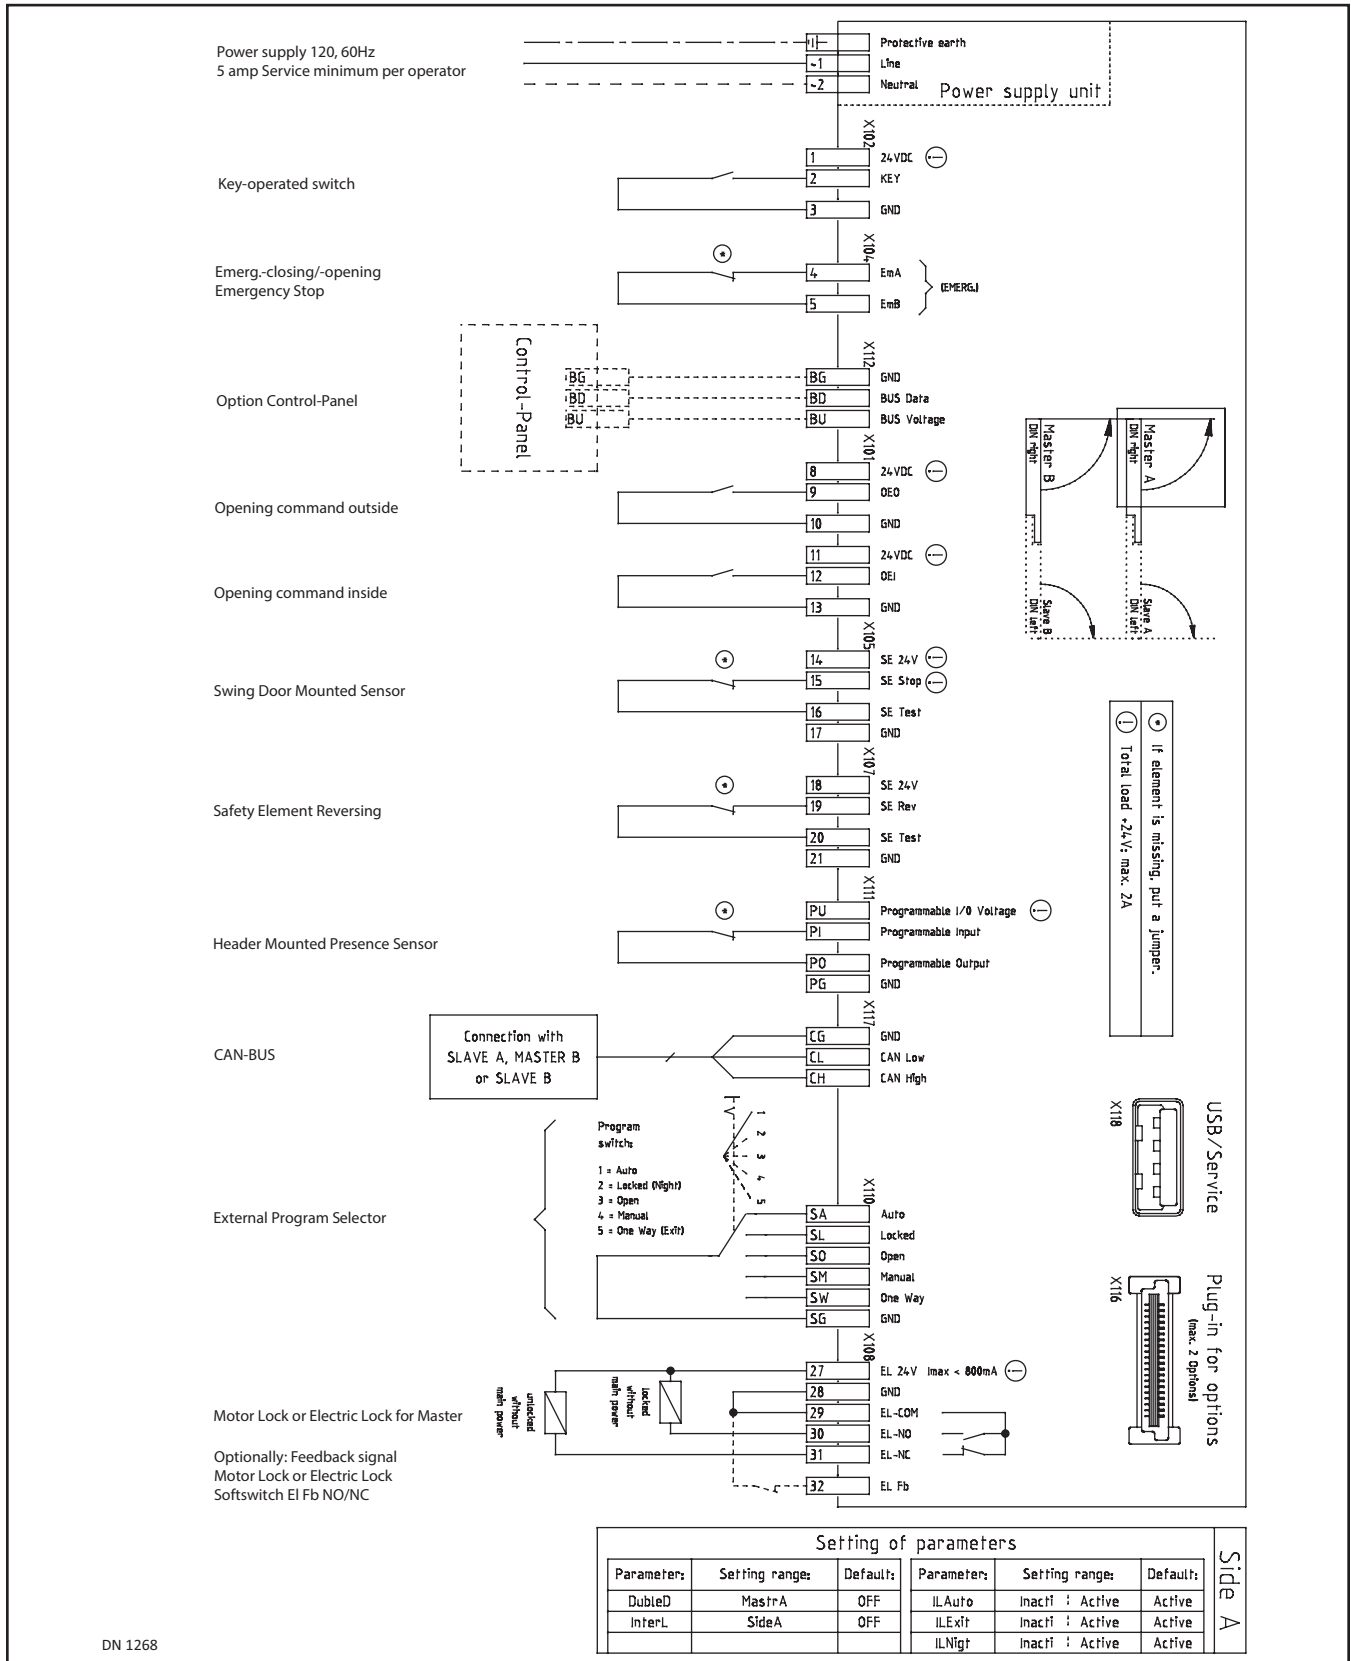 Power supply 120, 60Hz
5 amp Service minimum per operator
Protective earth
~1 Line
~2 Neutral
Power supply unit
X102
Key-operated switch
1 24VDC
2 KEY
3 GND
X104
Emerg.-closing/-opening
Emergency Stop
4 EmA
5 EmB
(EMERG.)
X112
Option Control-Panel
Control-Panel
BG BG GND
BD BD BUS Data
BU BU BUS Voltage
X101
Opening command outside
8 24VDC
9 OEO
10 GND
Opening command inside
11 24VDC
12 OEI
13 GND
Master A
DIN right
Slave A
DIN left
Master B
DIN right
Slave B
DIN left
X105
Swing Door Mounted Sensor
14 SE 24V
15 SE Stop
16 SE Test
17 GND
X107
Safety Element Reversing
18 SE 24V
19 SE Rev
20 SE Test
21 GND
* If element is missing, put a jumper.
i Total load +24V: max. 2A
X111
Header Mounted Presence Sensor
PU Programmable I/O Voltage
PI Programmable Input
PO Programmable Output
PG GND
X117
CAN-BUS
Connection with
SLAVE A, MASTER B
or SLAVE B
CG GND
CL CAN Low
CH CAN High
USB/Service
X118
External Program Selector
Program
switch:
1 = Auto
2 = Locked (Night)
3 = Open
4 = Manual
5 = One Way (Exit)
1
2
3
4
5
X110
SA Auto
SL Locked
SO Open
SM Manual
SW One Way
SG GND
Plug-in for options
(max. 2 Options)
X116
X108
Motor Lock or Electric Lock for Master
Optionally: Feedback signal
Motor Lock or Electric Lock
Softswitch El Fb NO/NC
unlocked
without
main power
locked
without
main power
27 EL 24V Imax < 800mA
28 GND
29 EL-COM
30 EL-NO
31 EL-NC
32 EL Fb
Setting of parameters
Side A
Parameter: Setting range: Default: Parameter: Setting range: Default:
DubleD MastrA OFF ILAuto Inacti ¦ Active Active
InterL SideA OFF ILExit Inacti ¦ Active Active
ILNigt Inacti ¦ Active Active
DN 1268